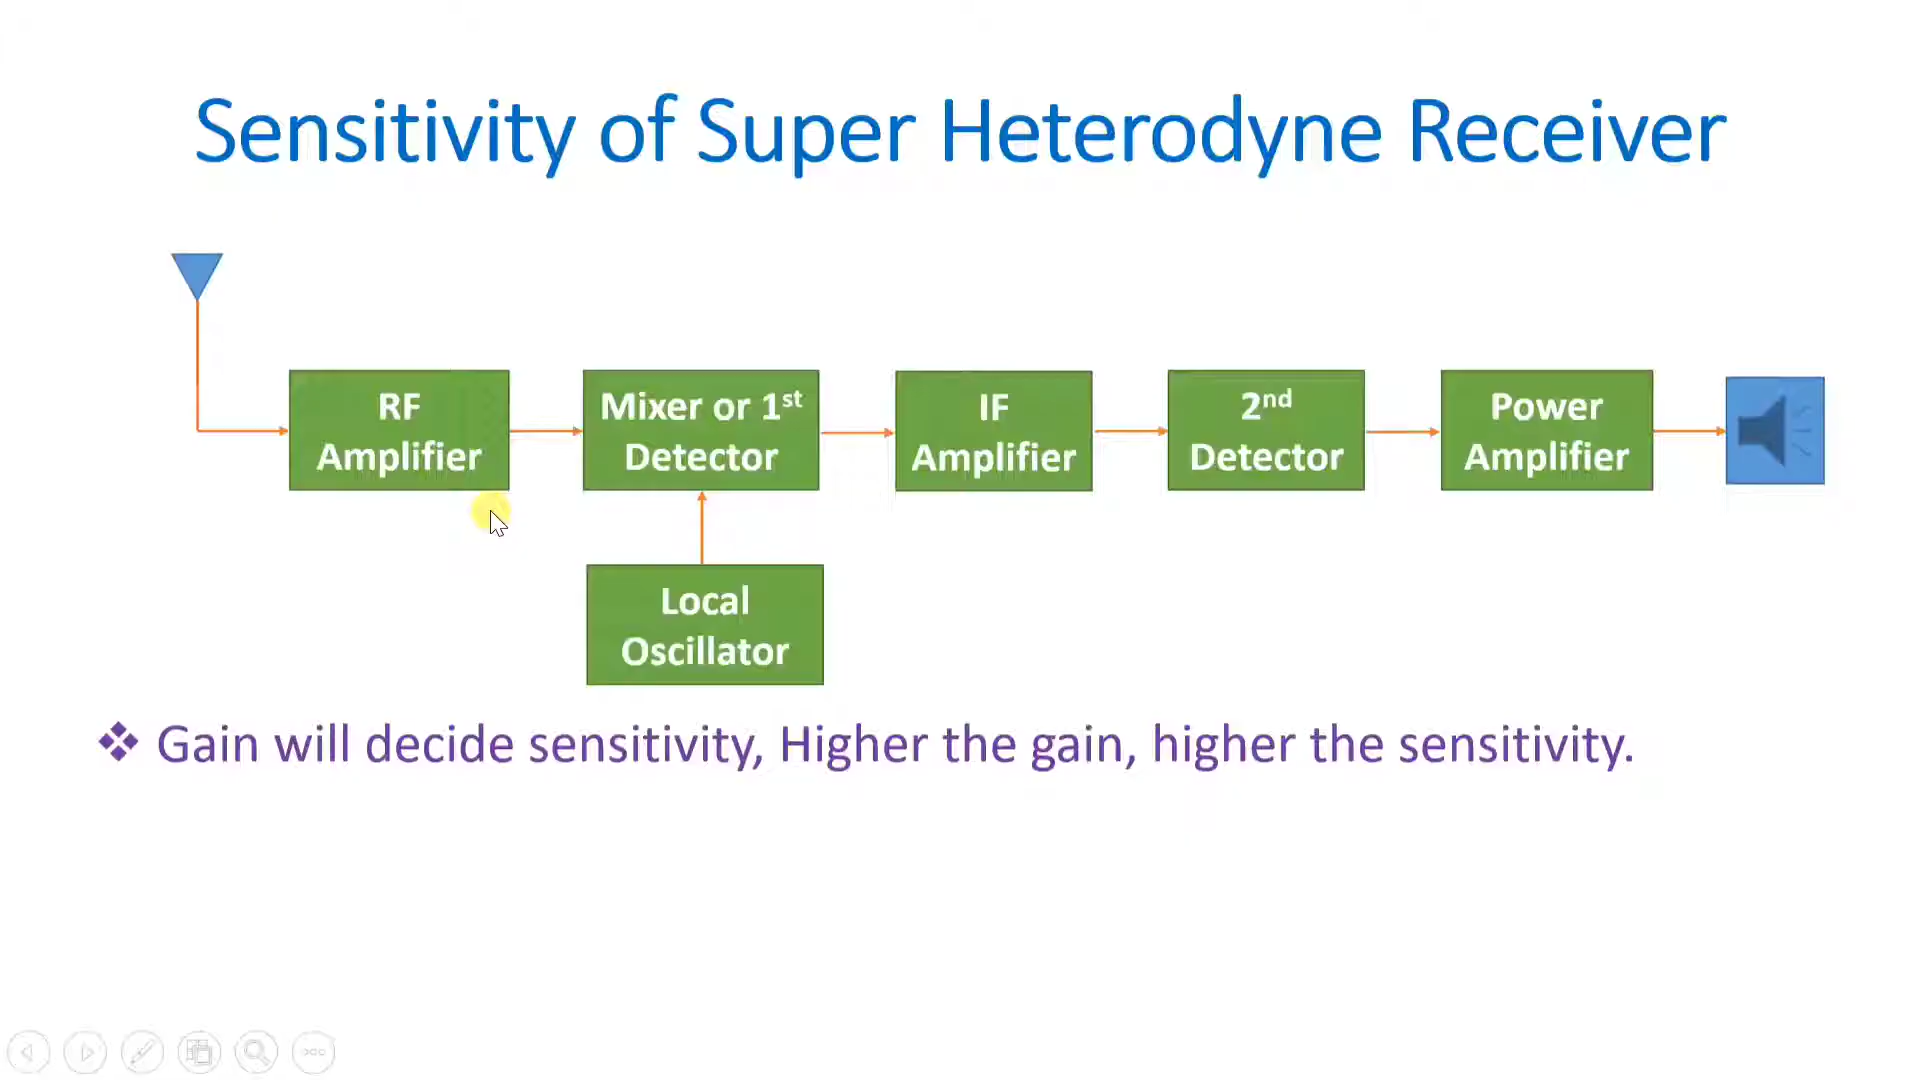 Sensitivity of Super Heterodyne Receiver
RF
Amplifier
Mixer or 1st
Detector
IF
Amplifier
2nd
Detector
Power
Amplifier
Local
Oscillator
❖ Gain will decide sensitivity, Higher the gain, higher the sensitivity.